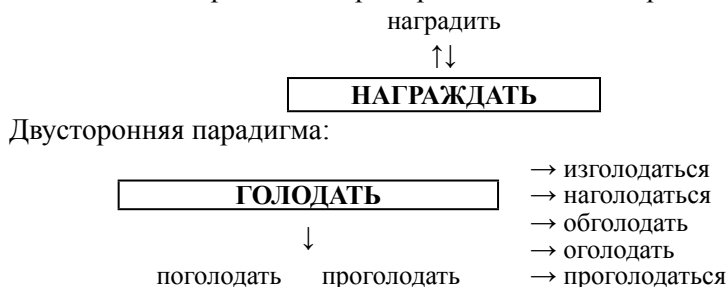 наградить
↑↓
НАГРАЖДАТЬ
Двусторонняя парадигма:
→ изголодаться
ГОЛОДАТЬ → наголодаться
→ обголодать
↓ → оголодать
поголодать проголодать → проголодаться